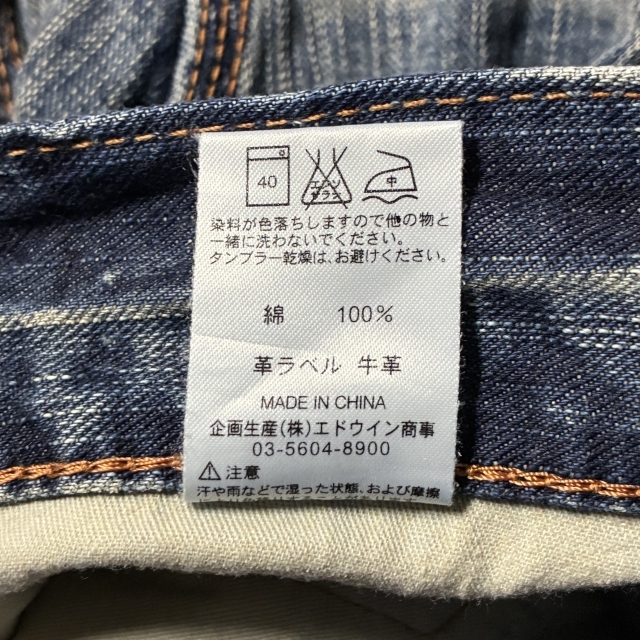 40
エンソサラシ
中
染料が色落ちしますので他の物と
一緒に洗わないでください。
タンブラー乾燥は、お避けください。
綿 100%
革ラベル 牛革
MADE IN CHINA
企画生産(株)エドウイン商事
03-5604-8900
⚠注意
汗や雨などで湿った状態、および摩擦